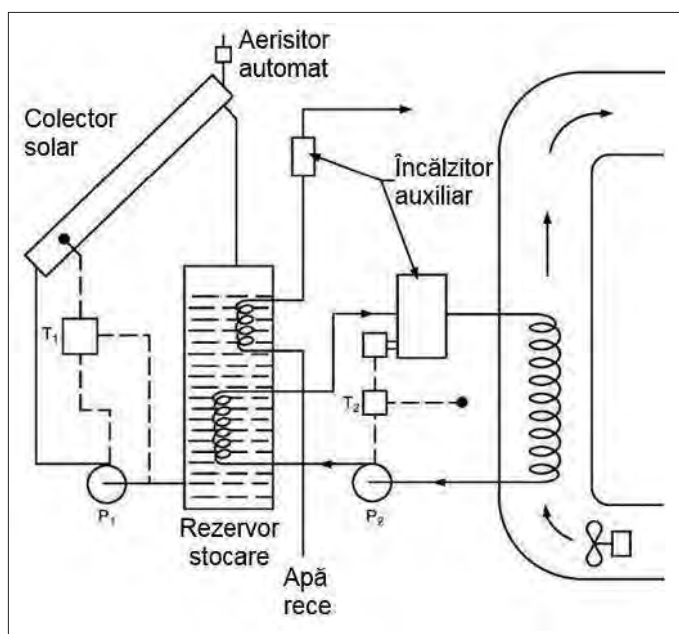 Aerisitor
automat
Colector
solar
Încălzitor
auxiliar
T₁
T₂
P₁
P₂
Rezervor
stocare
Apă
rece